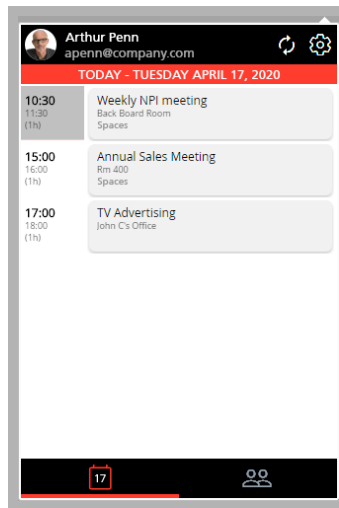 Arthur Penn
apenn@company.com
TODAY - TUESDAY APRIL 17, 2020
10:30
11:30
(1h)
Weekly NPI meeting
Back Board Room
Spaces
15:00
16:00
(1h)
Annual Sales Meeting
Rm 400
Spaces
17:00
18:00
(1h)
TV Advertising
John C's Office
17